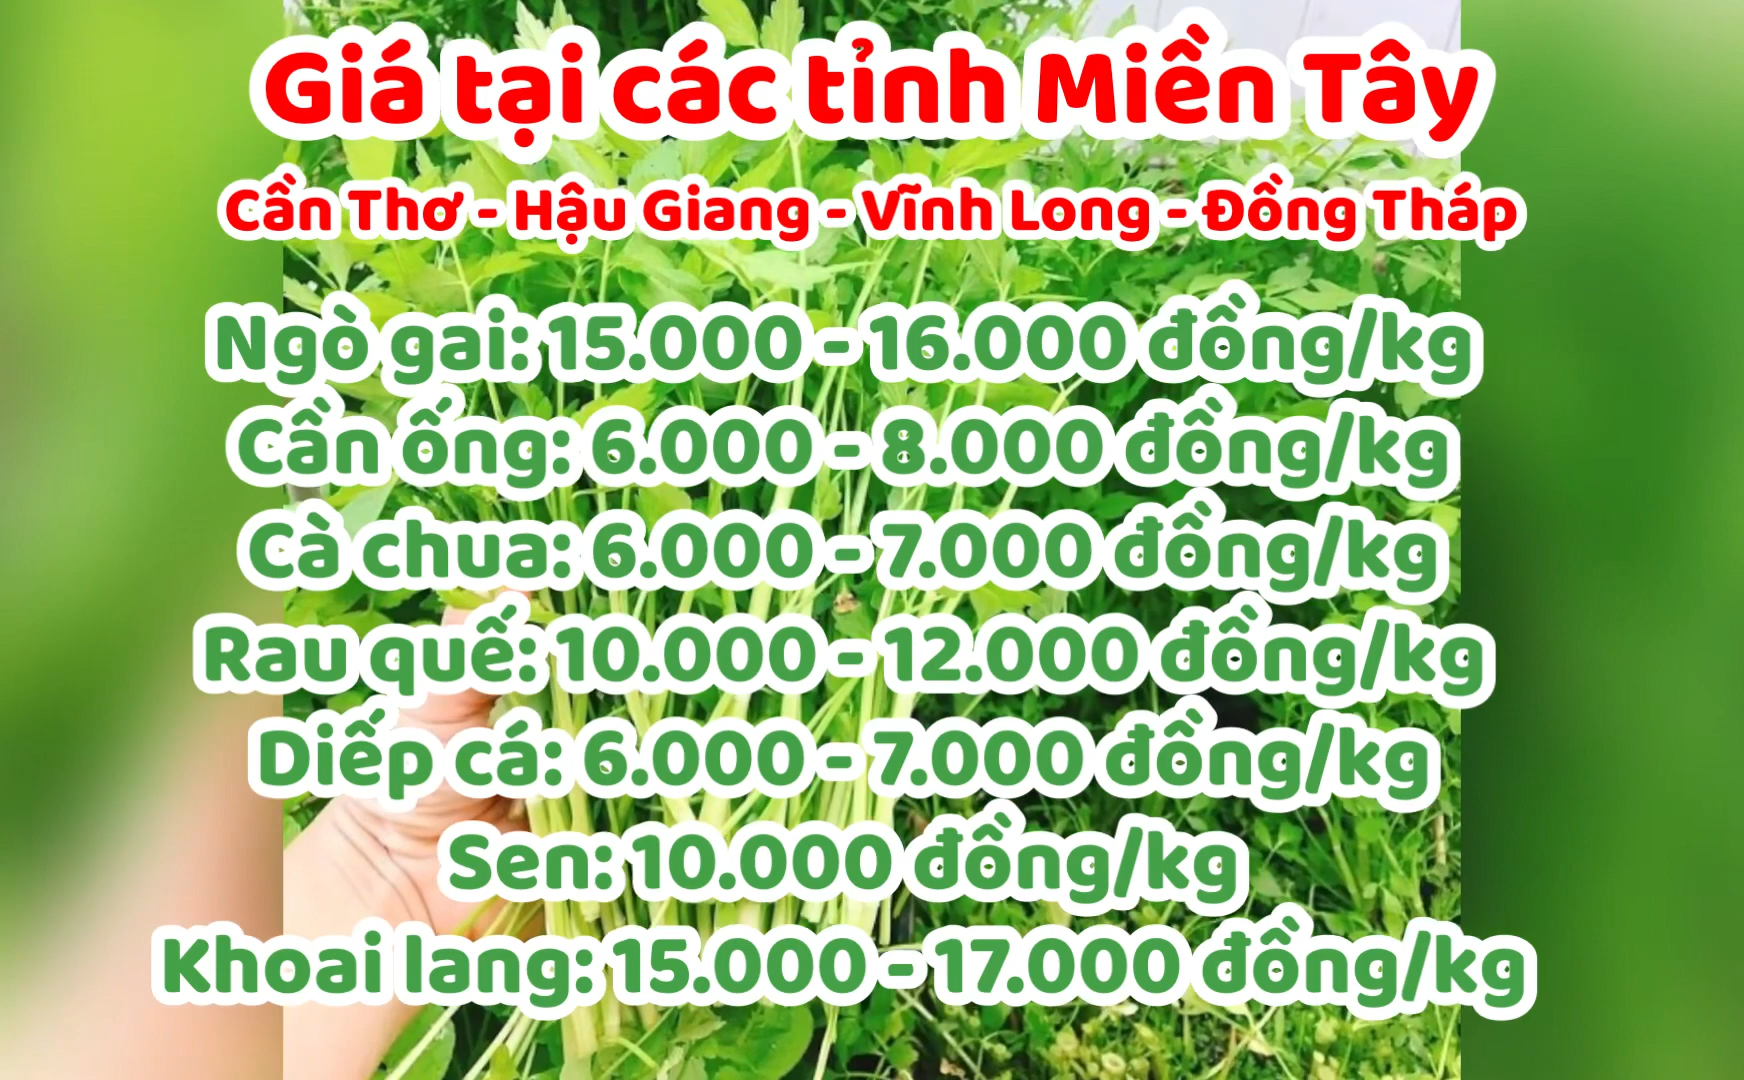 Giá tại các tỉnh Miền Tây
Cần Thơ - Hậu Giang - Vĩnh Long - Đồng Tháp
Ngò gai: 15.000 - 16.000 đồng/kg
Cần ống: 6.000 - 8.000 đồng/kg
Cà chua: 6.000 - 7.000 đồng/kg
Rau quế: 10.000 - 12.000 đồng/kg
Diếp cá: 6.000 - 7.000 đồng/kg
Sen: 10.000 đồng/kg
Khoai lang: 15.000 - 17.000 đồng/kg